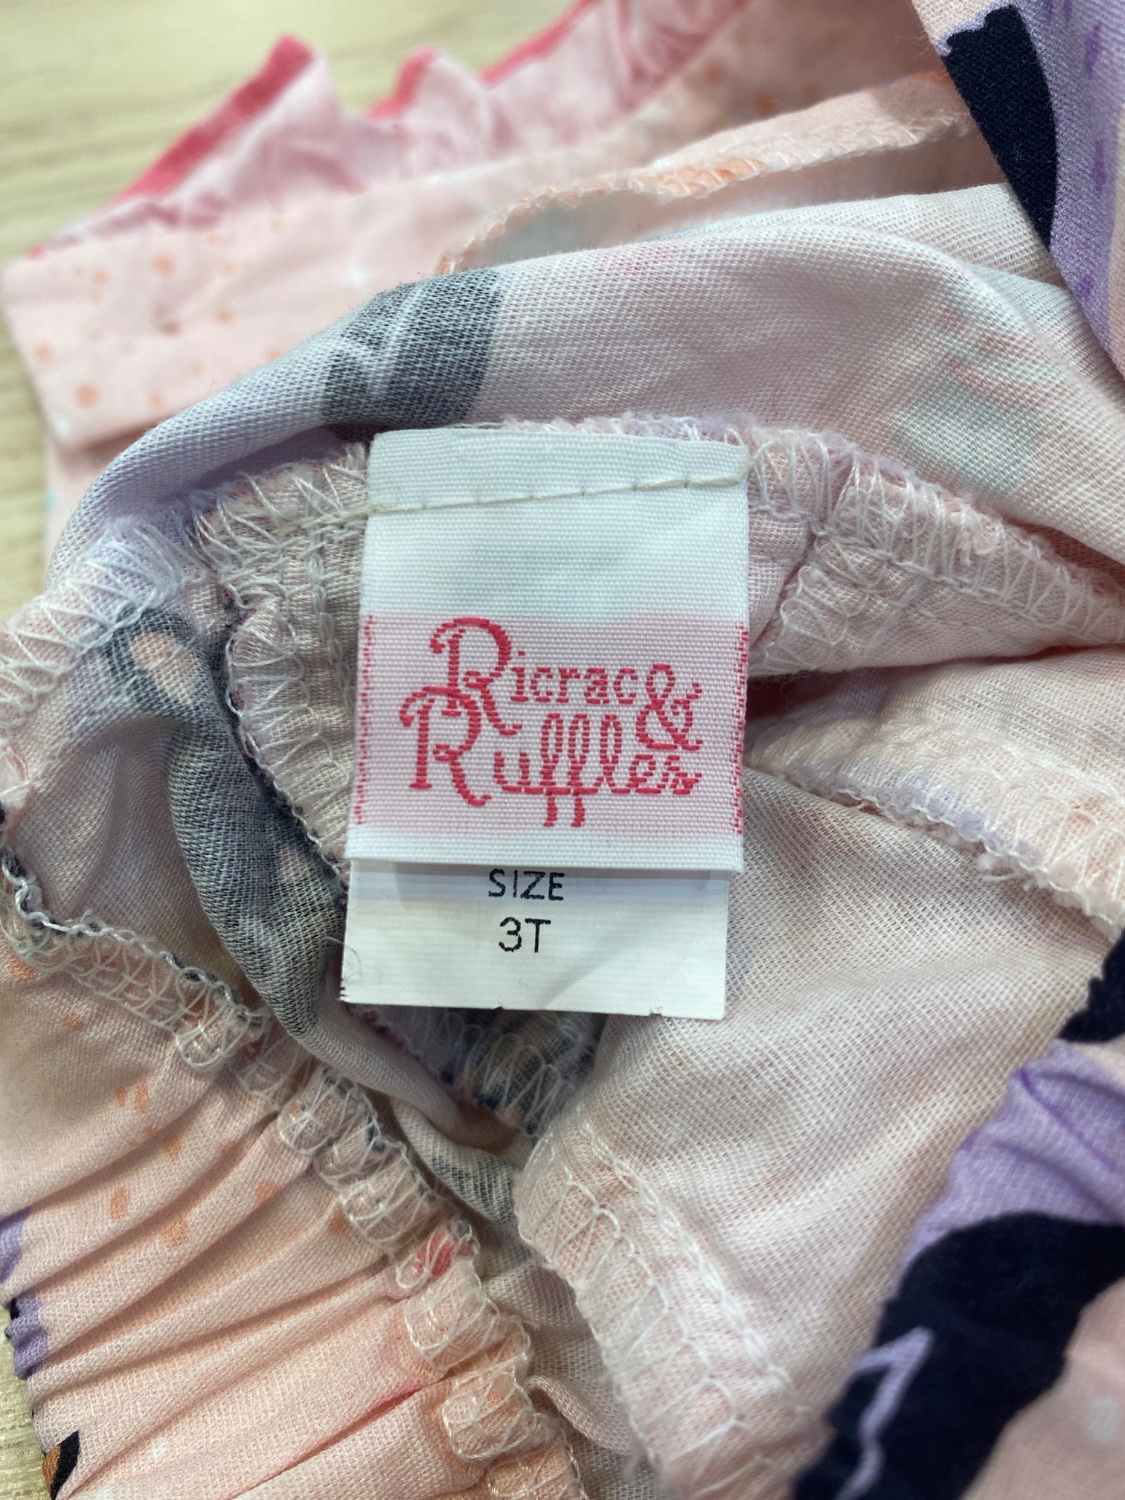 Ricrac &
Ruffles
SIZE
3T